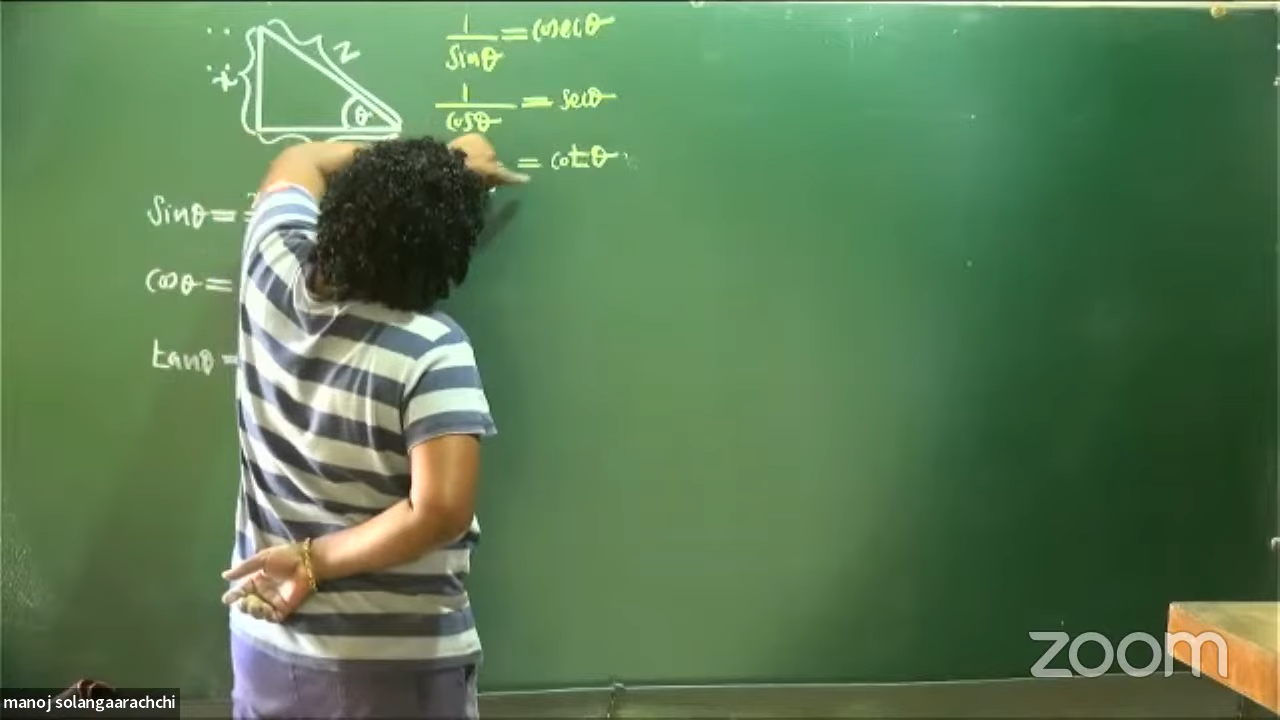 x
z
θ
1/sinθ = cosecθ
1/cosθ = secθ
= cotθ
sinθ =
cosθ =
tanθ =
zoom
manoj solangaarachchi